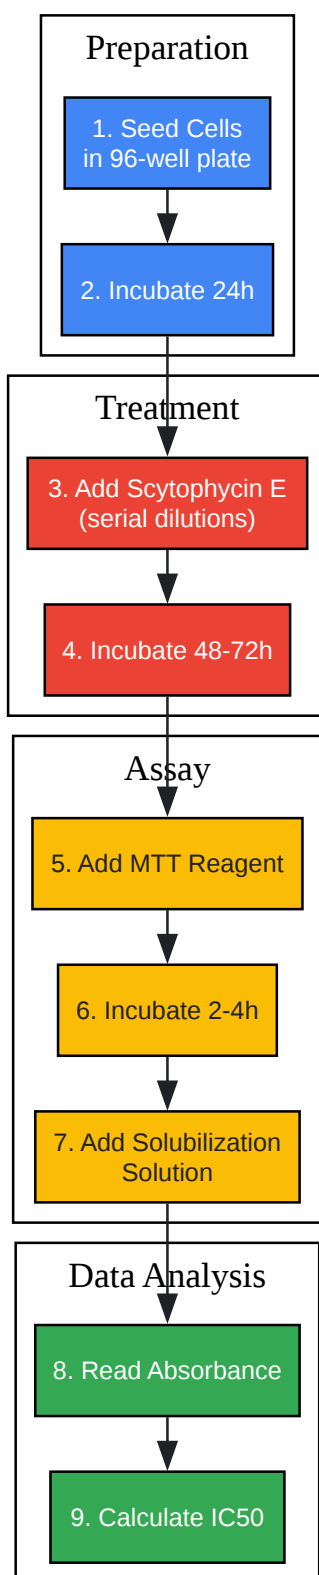 Preparation
1. Seed Cells
in 96-well plate
2. Incubate 24h
Treatment
3. Add Scytophycin E
(serial dilutions)
4. Incubate 48-72h
Assay
5. Add MTT Reagent
6. Incubate 2-4h
7. Add Solubilization
Solution
Data Analysis
8. Read Absorbance
9. Calculate IC50